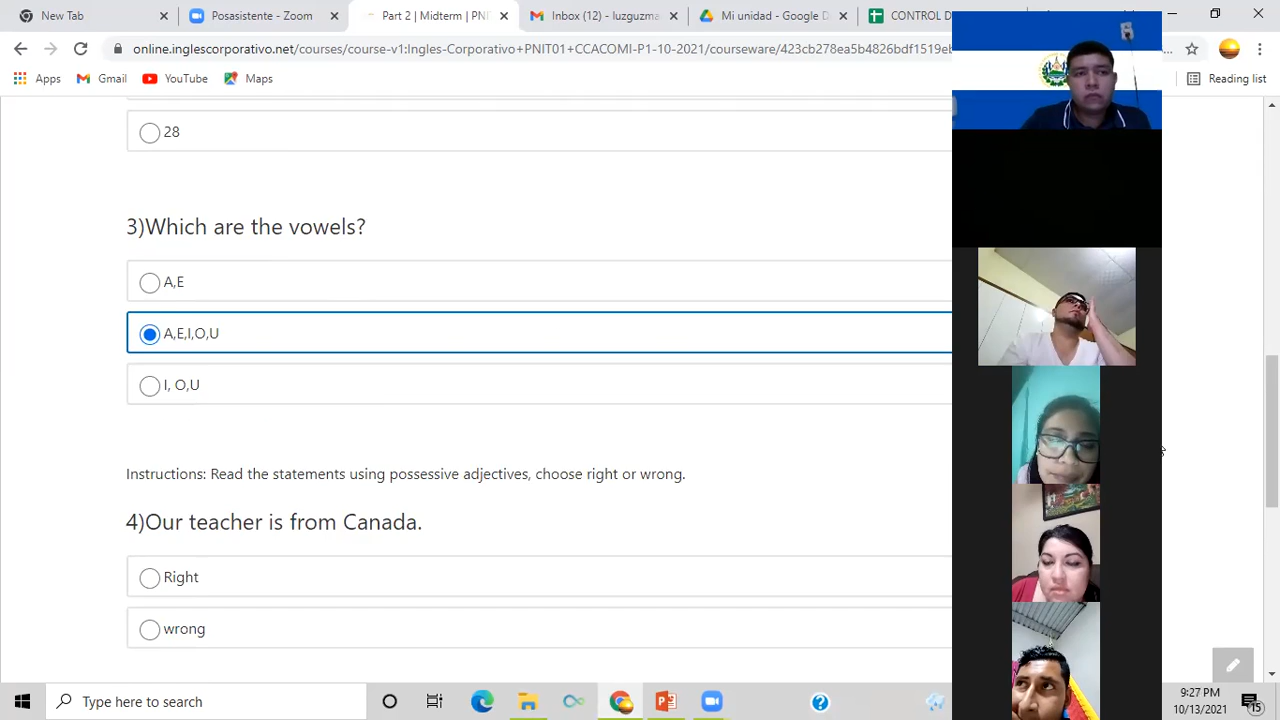 New Tab
Posasistente - Zoom
Part 2 | Midterm | PNI
Inbox (12) - luzguzma
Mi unidad - Google D
CONTROL D
online.inglescorporativo.net/courses/course-v1:Ingles-Corporativo+PNIT01+CCACOMI-P1-10-2021/courseware/423cb278ea5b4826bdf1519e
Apps
Gmail
YouTube
Maps
Reading list
28
3)Which are the vowels?
A,E
A,E,I,O,U
I, O,U
Instructions: Read the statements using possessive adjectives, choose right or wrong.
4)Our teacher is from Canada.
Right
wrong
Type here to search
9:27 PM
10/13/2021
15